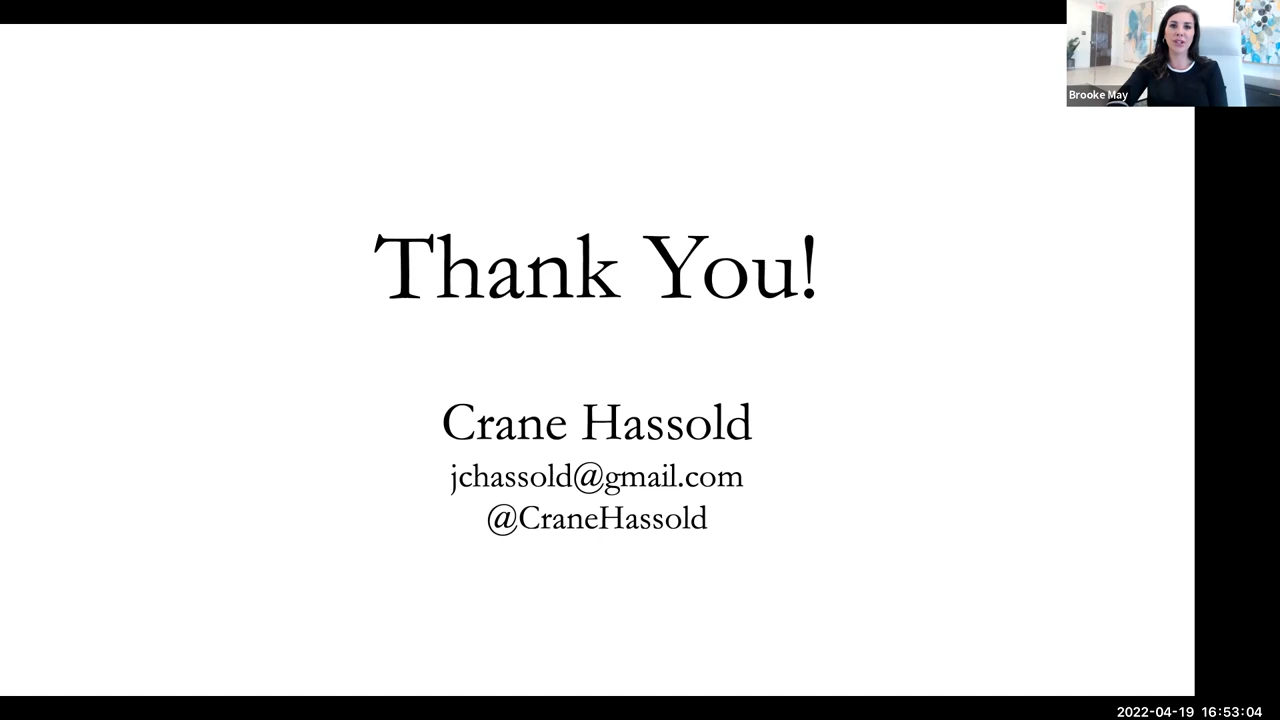 Brooke May
Thank You!
Crane Hassold
jchassold@gmail.com
@CraneHassold
2022-04-19 16:53:04